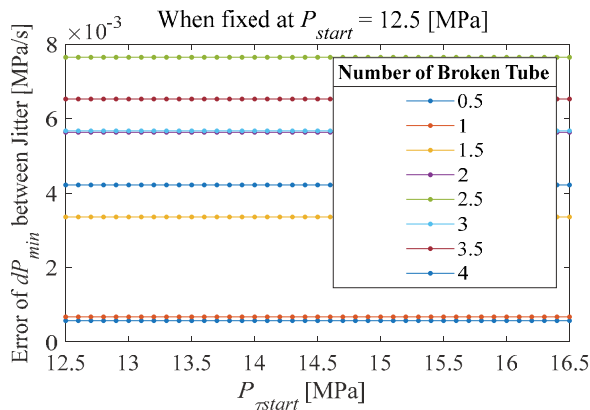 When fixed at P_start = 12.5 [MPa]
×10^-3
Error of dP_min between Jitter [MPa/s]
8
6
4
2
0
Number of Broken Tube
0.5
1
1.5
2
2.5
3
3.5
4
12.5 13 13.5 14 14.5 15 15.5 16 16.5
P_τstart [MPa]